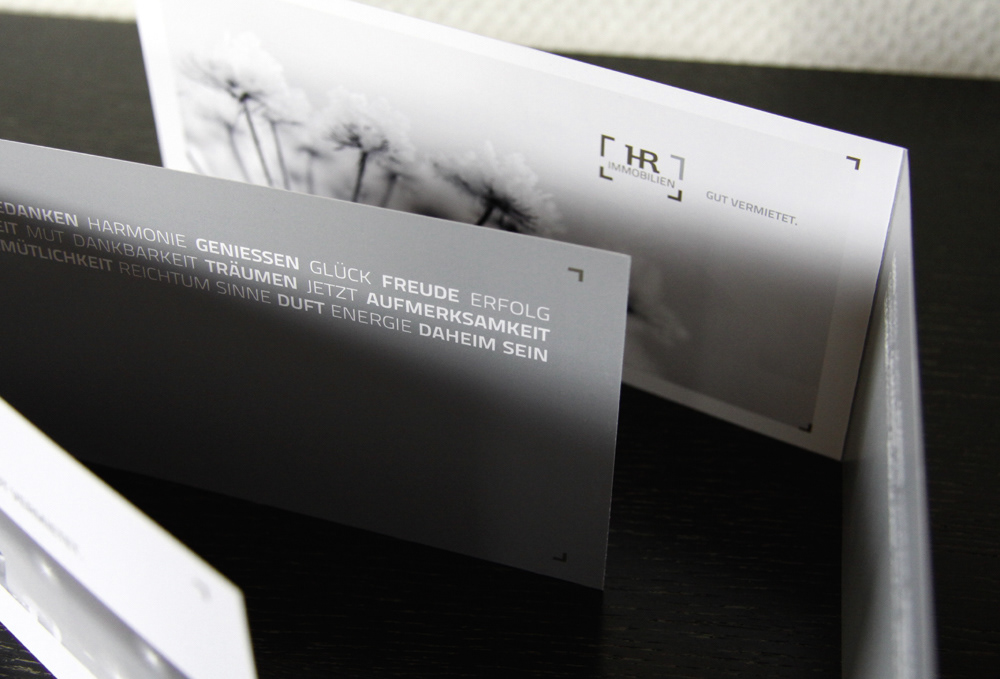 HR
IMMOBILIEN
GUT VERMIETET.
EDANKEN HARMONIE GENIESSEN GLÜCK FREUDE ERFOLG
EIT MUT DANKBARKEIT TRÄUMEN JETZT AUFMERKSAMKEIT
MÜTLICHKEIT REICHTUM SINNE DUFT ENERGIE DAHEIM SEIN